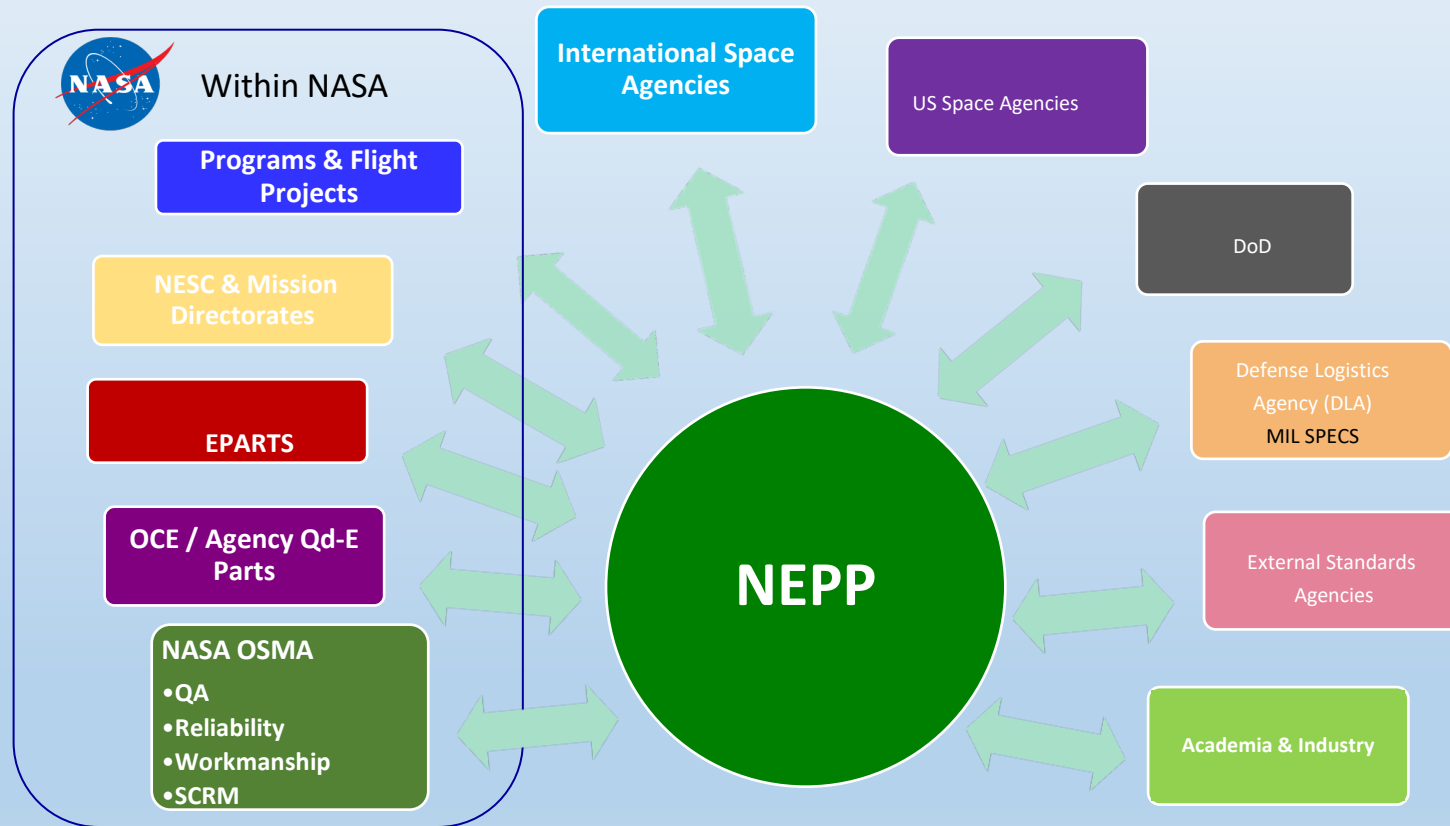 NASA
Within NASA
Programs & Flight
Projects
NESC & Mission
Directorates
EPARTS
OCE / Agency Qd-E
Parts
NASA OSMA
•QA
•Reliability
•Workmanship
•SCRM
International Space
Agencies
US Space Agencies
DoD
Defense Logistics
Agency (DLA)
MIL SPECS
External Standards
Agencies
Academia & Industry
NEPP